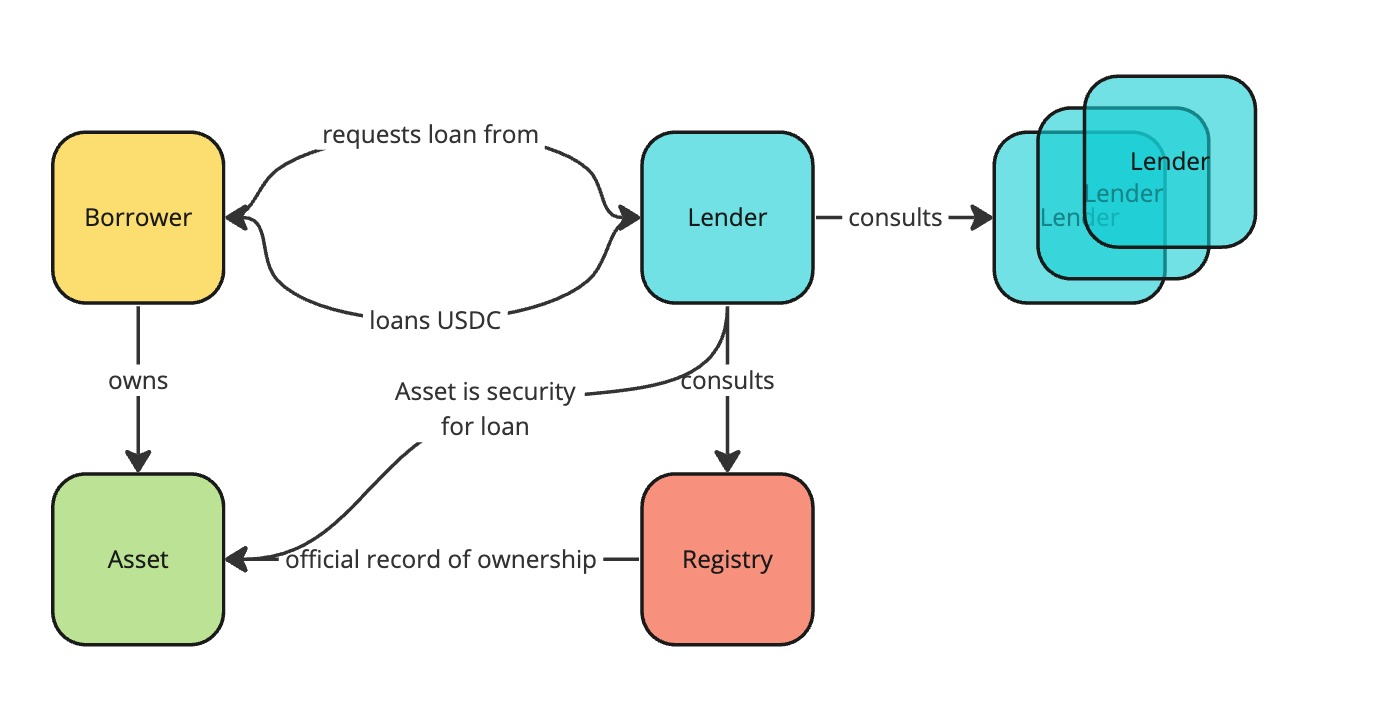 requests loan from
Borrower
Lender
consults
Lender
Lender
Lender
loans USDC
owns
Asset is security
for loan
consults
Asset
official record of ownership
Registry